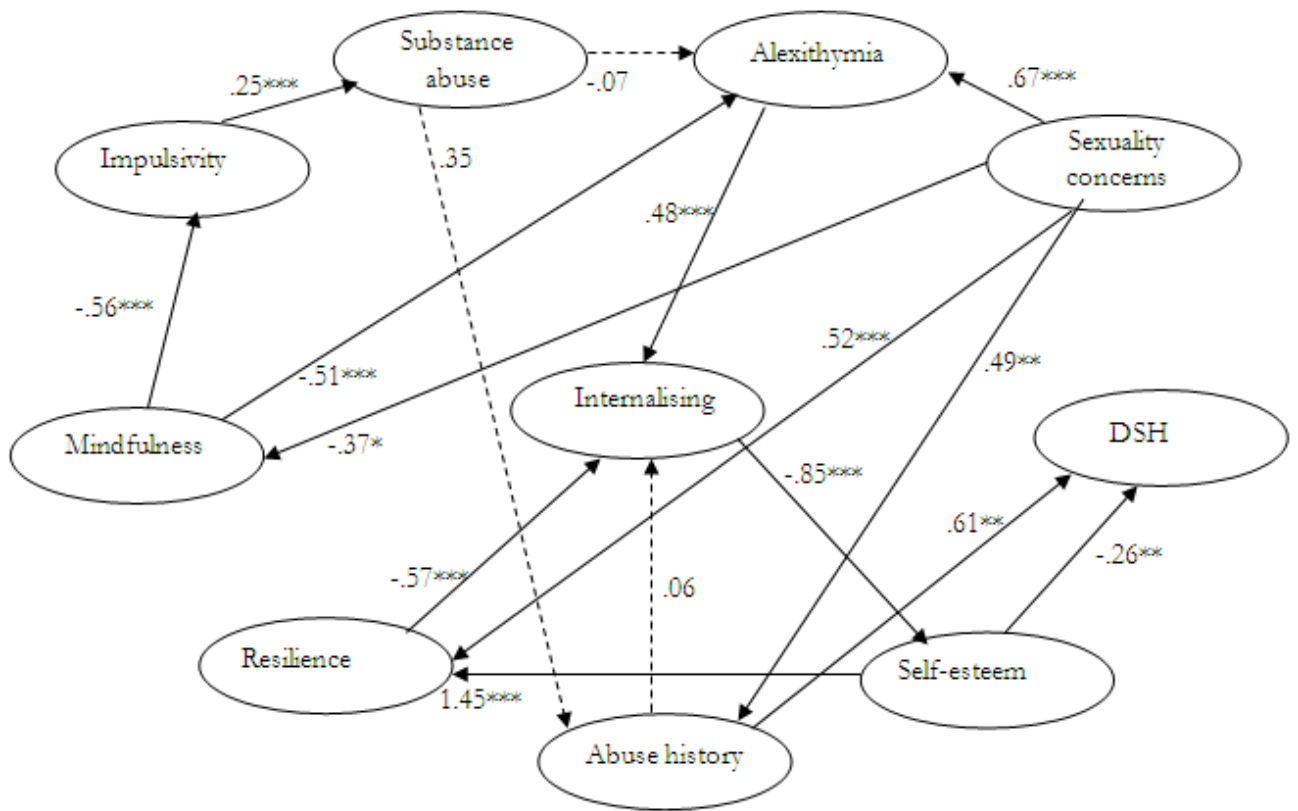 Substance
abuse
Alexithymia
-.07
.67***
.25***
Impulsivity
.35
Sexuality
concerns
.48***
-.56***
.52***
-.51***
.49**
Internalising
DSH
Mindfulness
-.37*
-.85***
.61**
-.26**
-.57***
.06
Resilience
Self-esteem
1.45***
Abuse history